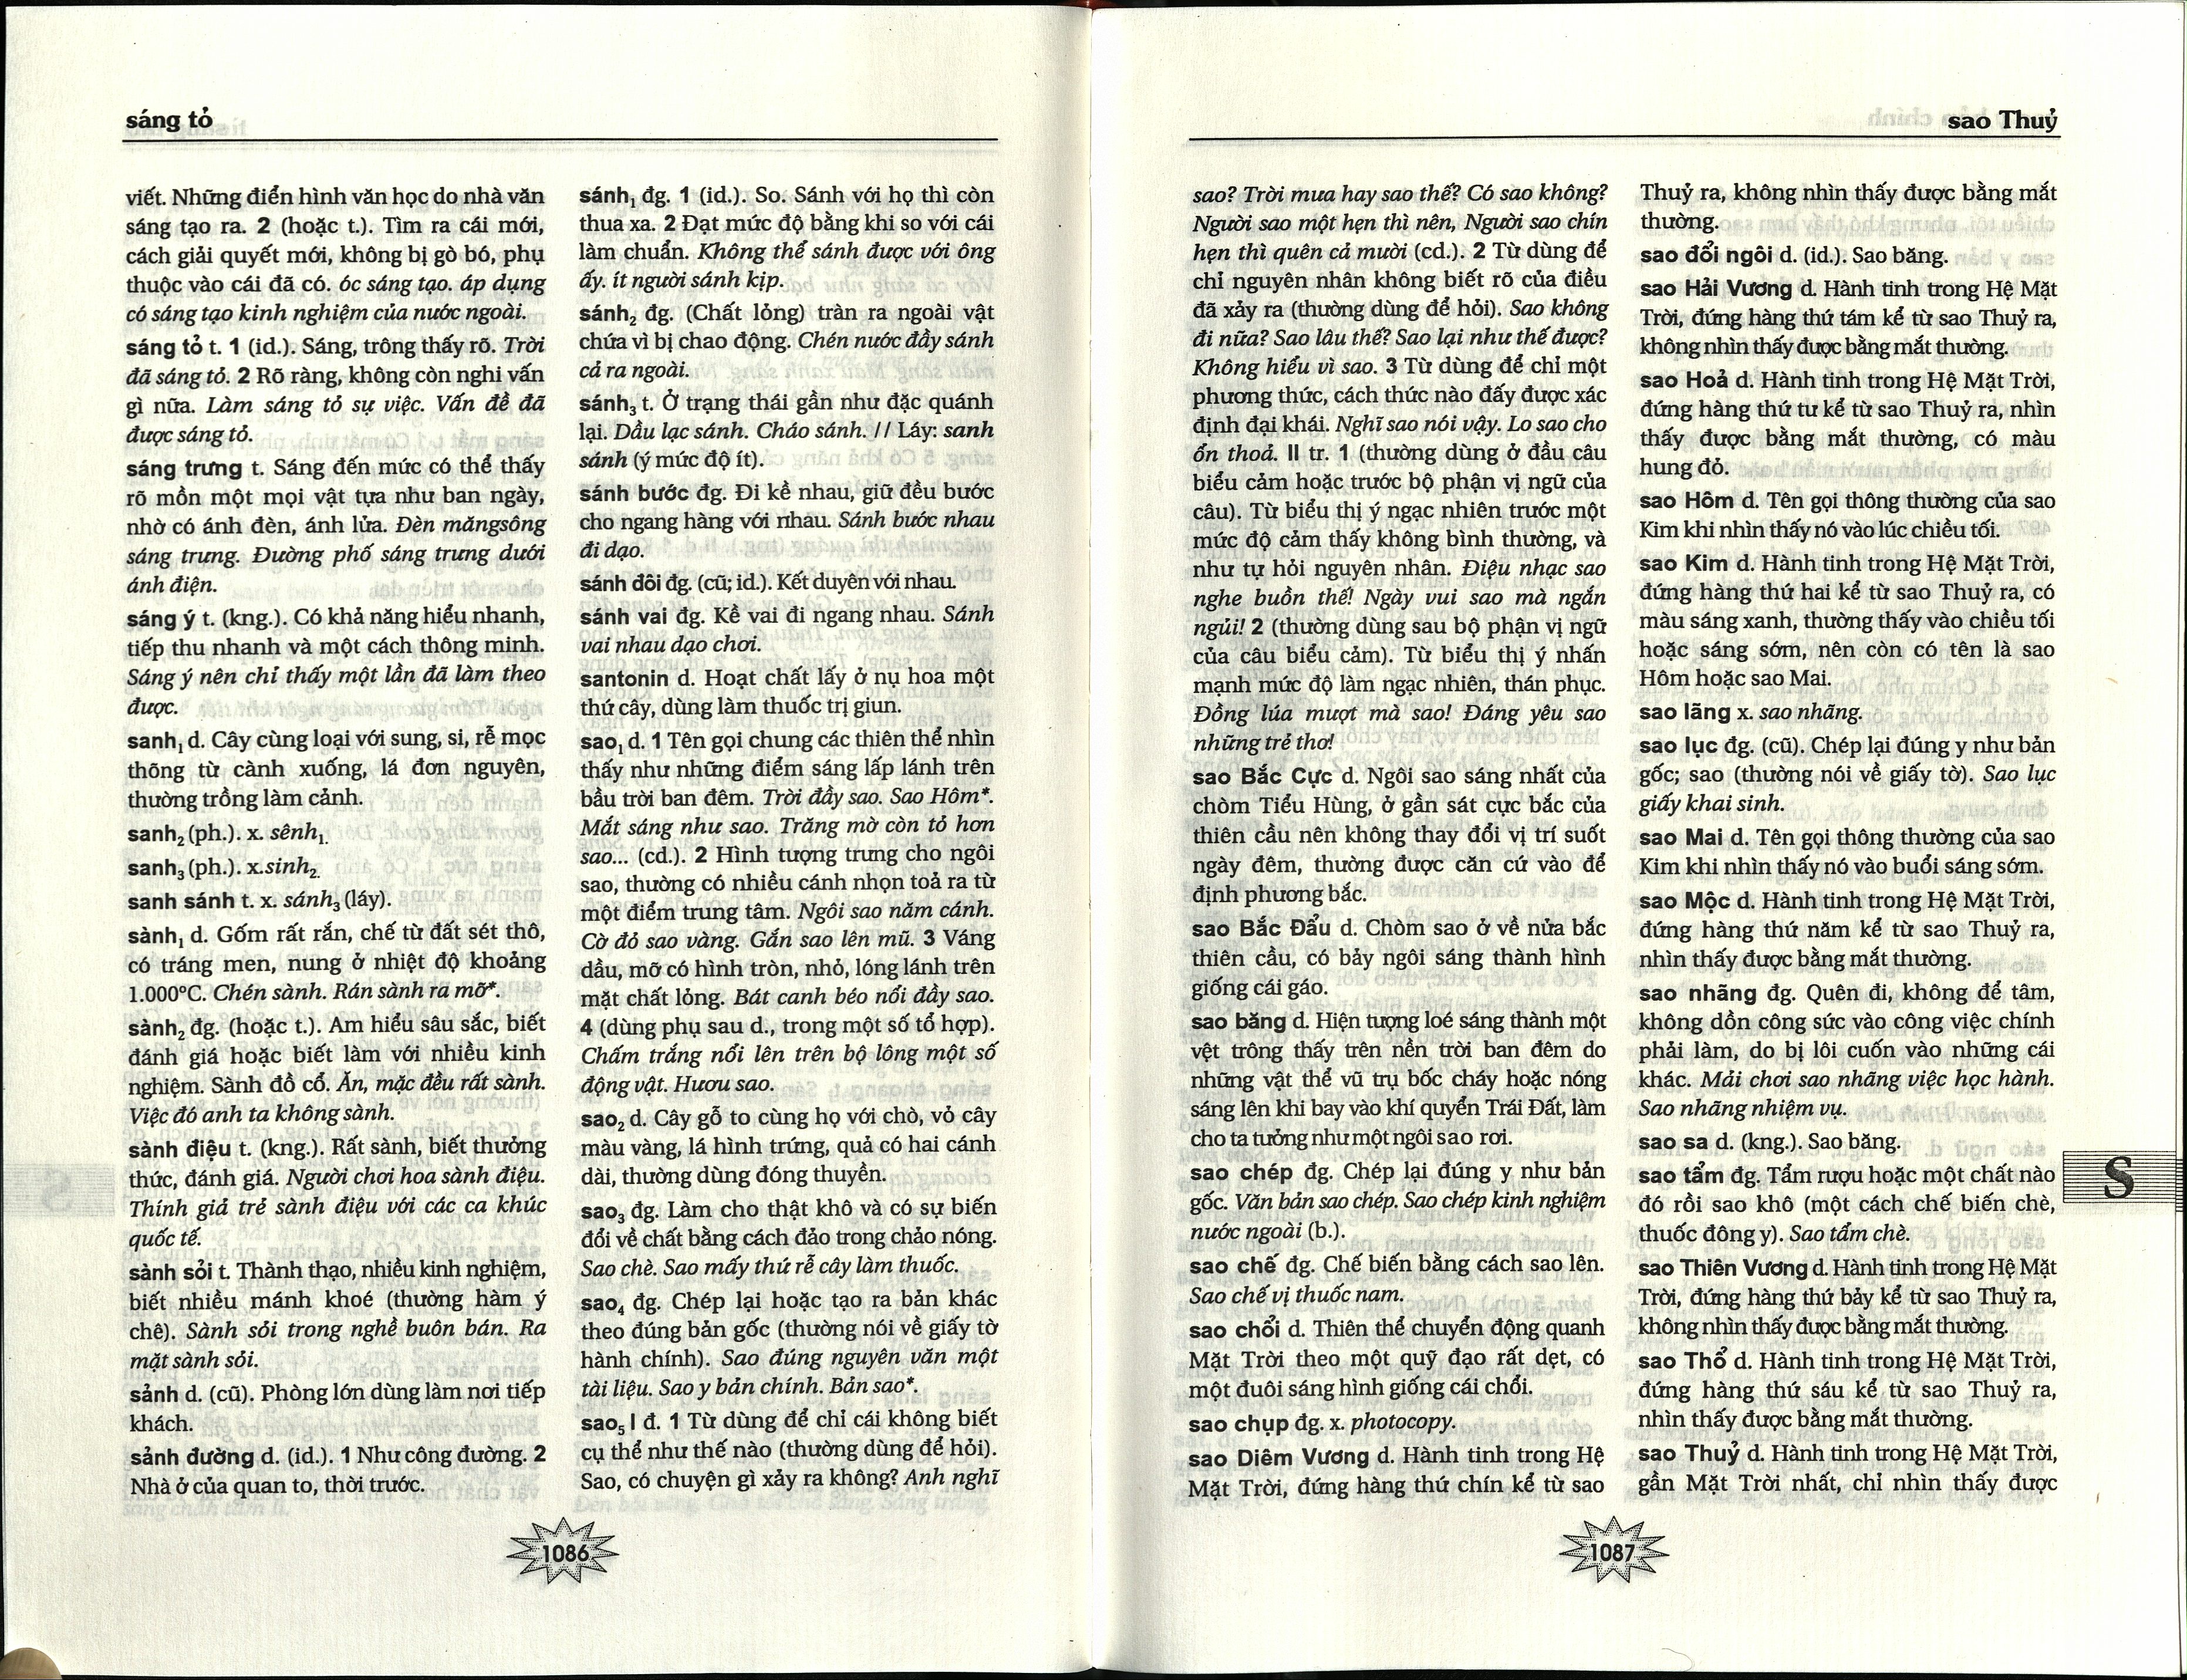 sáng tỏ
viết. Những điển hình văn học do nhà văn
sáng tạo ra. 2 (hoặc t.). Tìm ra cái mới,
cách giải quyết mới, không bị gò bó, phụ
thuộc vào cái đã có. óc sáng tạo. áp dụng
có sáng tạo kinh nghiệm của nước ngoài.
sáng tỏ t. 1 (id.). Sáng, trông thấy rõ. Trời
đã sáng tỏ. 2 Rõ ràng, không còn nghi vấn
gì nữa. Làm sáng tỏ sự việc. Vấn đề đã
được sáng tỏ.
sáng trưng t. Sáng đến mức có thể thấy
rõ mồn một mọi vật tựa như ban ngày,
nhờ có ánh đèn, ánh lửa. Đèn măngsông
sáng trưng. Đường phố sáng trưng dưới
ánh điện.
sáng ý t. (kng.). Có khả năng hiểu nhanh,
tiếp thu nhanh và một cách thông minh.
Sáng ý nên chỉ thấy một lần đã làm theo
được.
sanh₁ d. Cây cùng loại với sung, si, rễ mọc
thõng từ cành xuống, lá đơn nguyên,
thường trồng làm cảnh.
sanh₂ (ph.). x. sênh₁.
sanh₃ (ph.). x.sinh₂.
sanh sánh t. x. sánh₃ (láy).
sành₁ d. Gốm rất rắn, chế từ đất sét thô,
có tráng men, nung ở nhiệt độ khoảng
1.000°C. Chén sành. Rán sành ra mỡ*.
sành₂ đg. (hoặc t.). Am hiểu sâu sắc, biết
đánh giá hoặc biết làm với nhiều kinh
nghiệm. Sành đồ cổ. Ăn, mặc đều rất sành.
Việc đó anh ta không sành.
sành điệu t. (kng.). Rất sành, biết thưởng
thức, đánh giá. Người chơi hoa sành điệu.
Thính giả trẻ sành điệu với các ca khúc
quốc tế.
sành sỏi t. Thành thạo, nhiều kinh nghiệm,
biết nhiều mánh khoé (thường hàm ý
chê). Sành sỏi trong nghề buôn bán. Ra
mặt sành sỏi.
sảnh d. (cũ). Phòng lớn dùng làm nơi tiếp
khách.
sảnh đường d. (id.). 1 Như công đường. 2
Nhà ở của quan to, thời trước.
sánh₁ đg. 1 (id.). So. Sánh với họ thì còn
thua xa. 2 Đạt mức độ bằng khi so với cái
làm chuẩn. Không thể sánh được với ông
ấy. ít người sánh kịp.
sánh₂ đg. (Chất lỏng) tràn ra ngoài vật
chứa vì bị chao động. Chén nước đầy sánh
cả ra ngoài.
sánh₃ t. Ở trạng thái gần như đặc quánh
lại. Dầu lạc sánh. Cháo sánh. // Láy: sanh
sánh (ý mức độ ít).
sánh bước đg. Đi kề nhau, giữ đều bước
cho ngang hàng với nhau. Sánh bước nhau
đi dạo.
sánh đôi đg. (cũ; id.). Kết duyên với nhau.
sánh vai đg. Kề vai đi ngang nhau. Sánh
vai nhau dạo chơi.
santonin d. Hoạt chất lấy ở nụ hoa một
thứ cây, dùng làm thuốc trị giun.
sao₁ d. 1 Tên gọi chung các thiên thể nhìn
thấy như những điểm sáng lấp lánh trên
bầu trời ban đêm. Trời đầy sao. Sao Hôm*.
Mắt sáng như sao. Trăng mờ còn tỏ hơn
sao... (cd.). 2 Hình tượng trưng cho ngôi
sao, thường có nhiều cánh nhọn toả ra từ
một điểm trung tâm. Ngôi sao năm cánh.
Cờ đỏ sao vàng. Gắn sao lên mũ. 3 Váng
dầu, mỡ có hình tròn, nhỏ, lóng lánh trên
mặt chất lỏng. Bát canh béo nổi đầy sao.
4 (dùng phụ sau d., trong một số tổ hợp).
Chấm trắng nổi lên trên bộ lông một số
động vật. Hươu sao.
sao₂ d. Cây gỗ to cùng họ với chò, vỏ cây
màu vàng, lá hình trứng, quả có hai cánh
dài, thường dùng đóng thuyền.
sao₃ đg. Làm cho thật khô và có sự biến
đổi về chất bằng cách đảo trong chảo nóng.
Sao chè. Sao mấy thứ rễ cây làm thuốc.
sao₄ đg. Chép lại hoặc tạo ra bản khác
theo đúng bản gốc (thường nói về giấy tờ
hành chính). Sao đúng nguyên văn một
tài liệu. Sao y bản chính. Bản sao*.
sao₅ I đ. 1 Từ dùng để chỉ cái không biết
cụ thể như thế nào (thường dùng để hỏi).
Sao, có chuyện gì xảy ra không? Anh nghĩ
1086
sao Thuỷ
sao? Trời mưa hay sao thế? Có sao không?
Người sao một hẹn thì nên, Người sao chín
hẹn thì quên cả mười (cd.). 2 Từ dùng để
chỉ nguyên nhân không biết rõ của điều
đã xảy ra (thường dùng để hỏi). Sao không
đi nữa? Sao lâu thế? Sao lại như thế được?
Không hiểu vì sao. 3 Từ dùng để chỉ một
phương thức, cách thức nào đấy được xác
định đại khái. Nghĩ sao nói vậy. Lo sao cho
ổn thoả. II tr. 1 (thường dùng ở đầu câu
biểu cảm hoặc trước bộ phận vị ngữ của
câu). Từ biểu thị ý ngạc nhiên trước một
mức độ cảm thấy không bình thường, và
như tự hỏi nguyên nhân. Điệu nhạc sao
nghe buồn thế! Ngày vui sao mà ngắn
ngủi! 2 (thường dùng sau bộ phận vị ngữ
của câu biểu cảm). Từ biểu thị ý nhấn
mạnh mức độ làm ngạc nhiên, thán phục.
Đồng lúa mượt mà sao! Đáng yêu sao
những trẻ thơ!
sao Bắc Cực d. Ngôi sao sáng nhất của
chòm Tiểu Hùng, ở gần sát cực bắc của
thiên cầu nên không thay đổi vị trí suốt
ngày đêm, thường được căn cứ vào để
định phương bắc.
sao Bắc Đẩu d. Chòm sao ở về nửa bắc
thiên cầu, có bảy ngôi sáng thành hình
giống cái gáo.
sao băng d. Hiện tượng loé sáng thành một
vệt trông thấy trên nền trời ban đêm do
những vật thể vũ trụ bốc cháy hoặc nóng
sáng lên khi bay vào khí quyển Trái Đất, làm
cho ta tưởng như một ngôi sao rơi.
sao chép đg. Chép lại đúng y như bản
gốc. Văn bản sao chép. Sao chép kinh nghiệm
nước ngoài (b.).
sao chế đg. Chế biến bằng cách sao lên.
Sao chế vị thuốc nam.
sao chổi d. Thiên thể chuyển động quanh
Mặt Trời theo một quỹ đạo rất dẹt, có
một đuôi sáng hình giống cái chổi.
sao chụp đg. x. photocopy.
sao Diêm Vương d. Hành tinh trong Hệ
Mặt Trời, đứng hàng thứ chín kể từ sao
Thuỷ ra, không nhìn thấy được bằng mắt
thường.
sao đổi ngôi d. (id.). Sao băng.
sao Hải Vương d. Hành tinh trong Hệ Mặt
Trời, đứng hàng thứ tám kể từ sao Thuỷ ra,
không nhìn thấy được bằng mắt thường.
sao Hoả d. Hành tinh trong Hệ Mặt Trời,
đứng hàng thứ tư kể từ sao Thuỷ ra, nhìn
thấy được bằng mắt thường, có màu
hung đỏ.
sao Hôm d. Tên gọi thông thường của sao
Kim khi nhìn thấy nó vào lúc chiều tối.
sao Kim d. Hành tinh trong Hệ Mặt Trời,
đứng hàng thứ hai kể từ sao Thuỷ ra, có
màu sáng xanh, thường thấy vào chiều tối
hoặc sáng sớm, nên còn có tên là sao
Hôm hoặc sao Mai.
sao lãng x. sao nhãng.
sao lục đg. (cũ). Chép lại đúng y như bản
gốc; sao (thường nói về giấy tờ). Sao lục
giấy khai sinh.
sao Mai d. Tên gọi thông thường của sao
Kim khi nhìn thấy nó vào buổi sáng sớm.
sao Mộc d. Hành tinh trong Hệ Mặt Trời,
đứng hàng thứ năm kể từ sao Thuỷ ra,
nhìn thấy được bằng mắt thường.
sao nhãng đg. Quên đi, không để tâm,
không dồn công sức vào công việc chính
phải làm, do bị lôi cuốn vào những cái
khác. Mải chơi sao nhãng việc học hành.
Sao nhãng nhiệm vụ.
sao sa d. (kng.). Sao băng.
sao tẩm đg. Tẩm rượu hoặc một chất nào
đó rồi sao khô (một cách chế biến chè,
thuốc đông y). Sao tẩm chè.
sao Thiên Vương d. Hành tinh trong Hệ Mặt
Trời, đứng hàng thứ bảy kể từ sao Thuỷ ra,
không nhìn thấy được bằng mắt thường.
sao Thổ d. Hành tinh trong Hệ Mặt Trời,
đứng hàng thứ sáu kể từ sao Thuỷ ra,
nhìn thấy được bằng mắt thường.
sao Thuỷ d. Hành tinh trong Hệ Mặt Trời,
gần Mặt Trời nhất, chỉ nhìn thấy được
S
1087